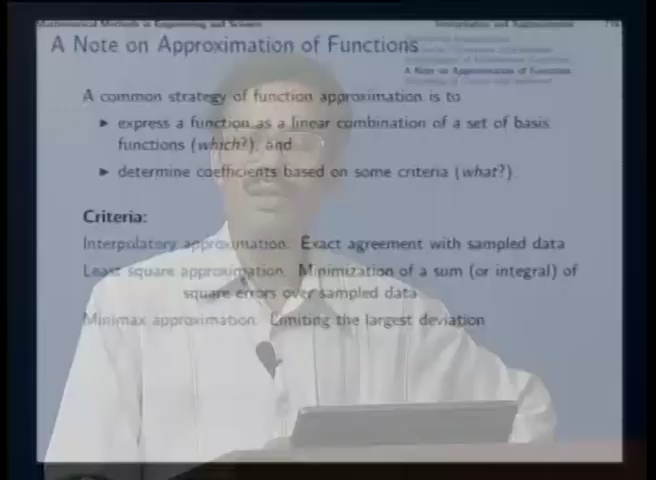 Mathematical Methods in Engineering and Science
Interpolation and Approximation
A Note on Approximation of Functions
A Note on Approximation of Functions
A common strategy of function approximation is to
▶ express a function as a linear combination of a set of basis
functions (which?), and
▶ determine coefficients based on some criteria (what?).
Criteria:
Interpolatory approximation: Exact agreement with sampled data
Least square approximation: Minimization of a sum (or integral) of
square errors over sampled data
Minimax approximation: Limiting the largest deviation